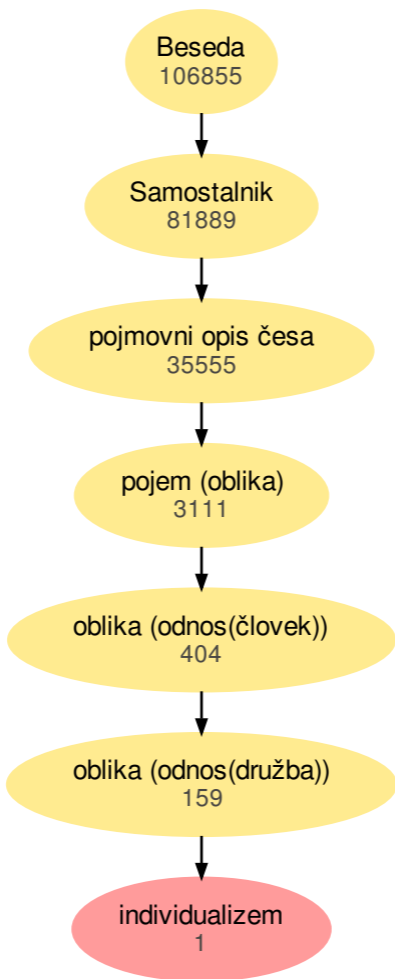 Beseda
106855
Samostalnik
81889
pojmovni opis česa
35555
pojem (oblika)
3111
oblika (odnos(človek))
404
oblika (odnos(družba))
159
individualizem
1